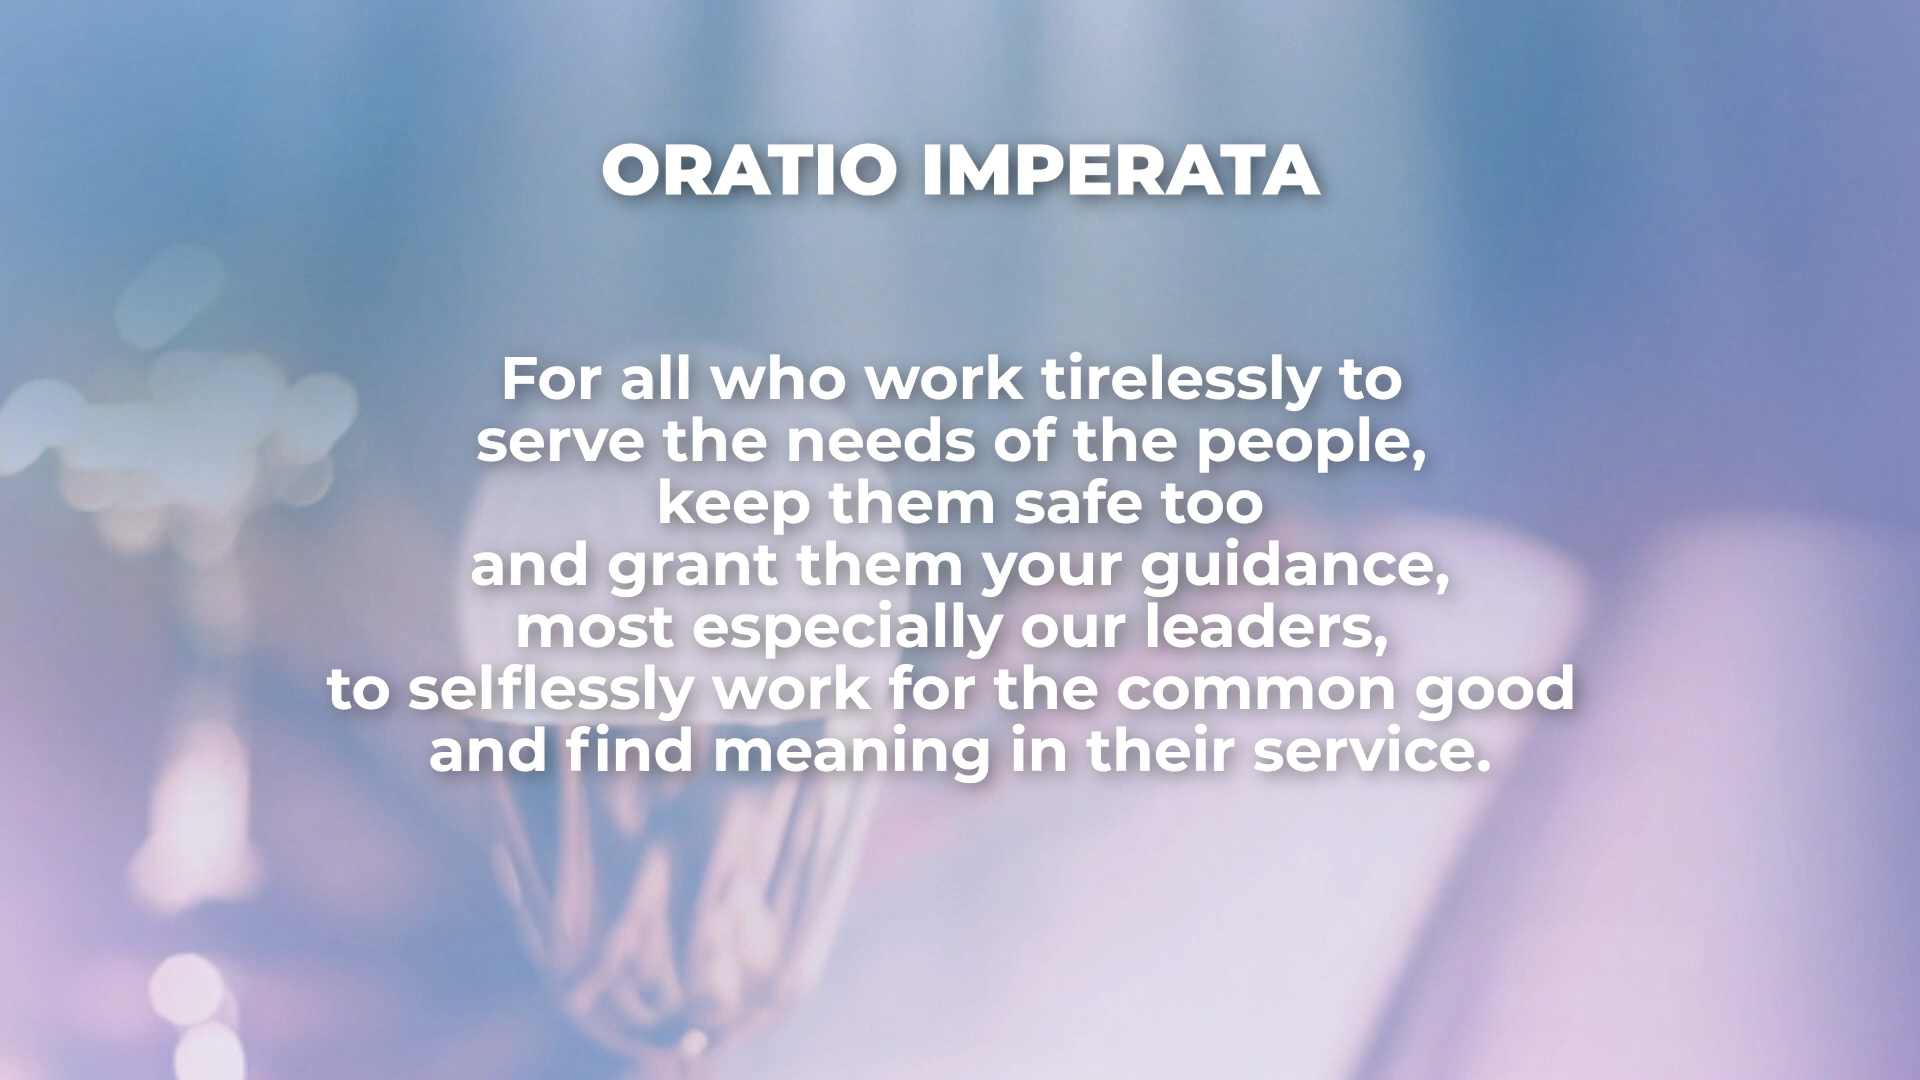 ORATIO IMPERATA
For all who work tirelessly to
serve the needs of the people,
keep them safe too
and grant them your guidance,
most especially our leaders,
to selflessly work for the common good
and find meaning in their service.